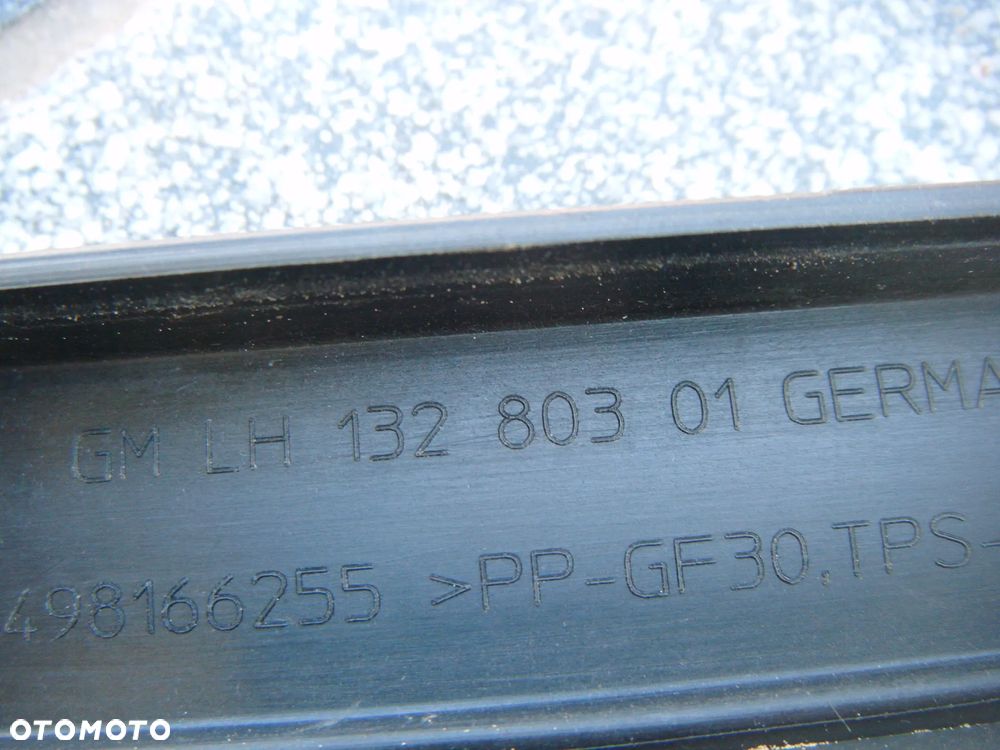 GM LH 132 803 01 GERMA
498166255 >PP-GF30,TPS-
OTOMOTO